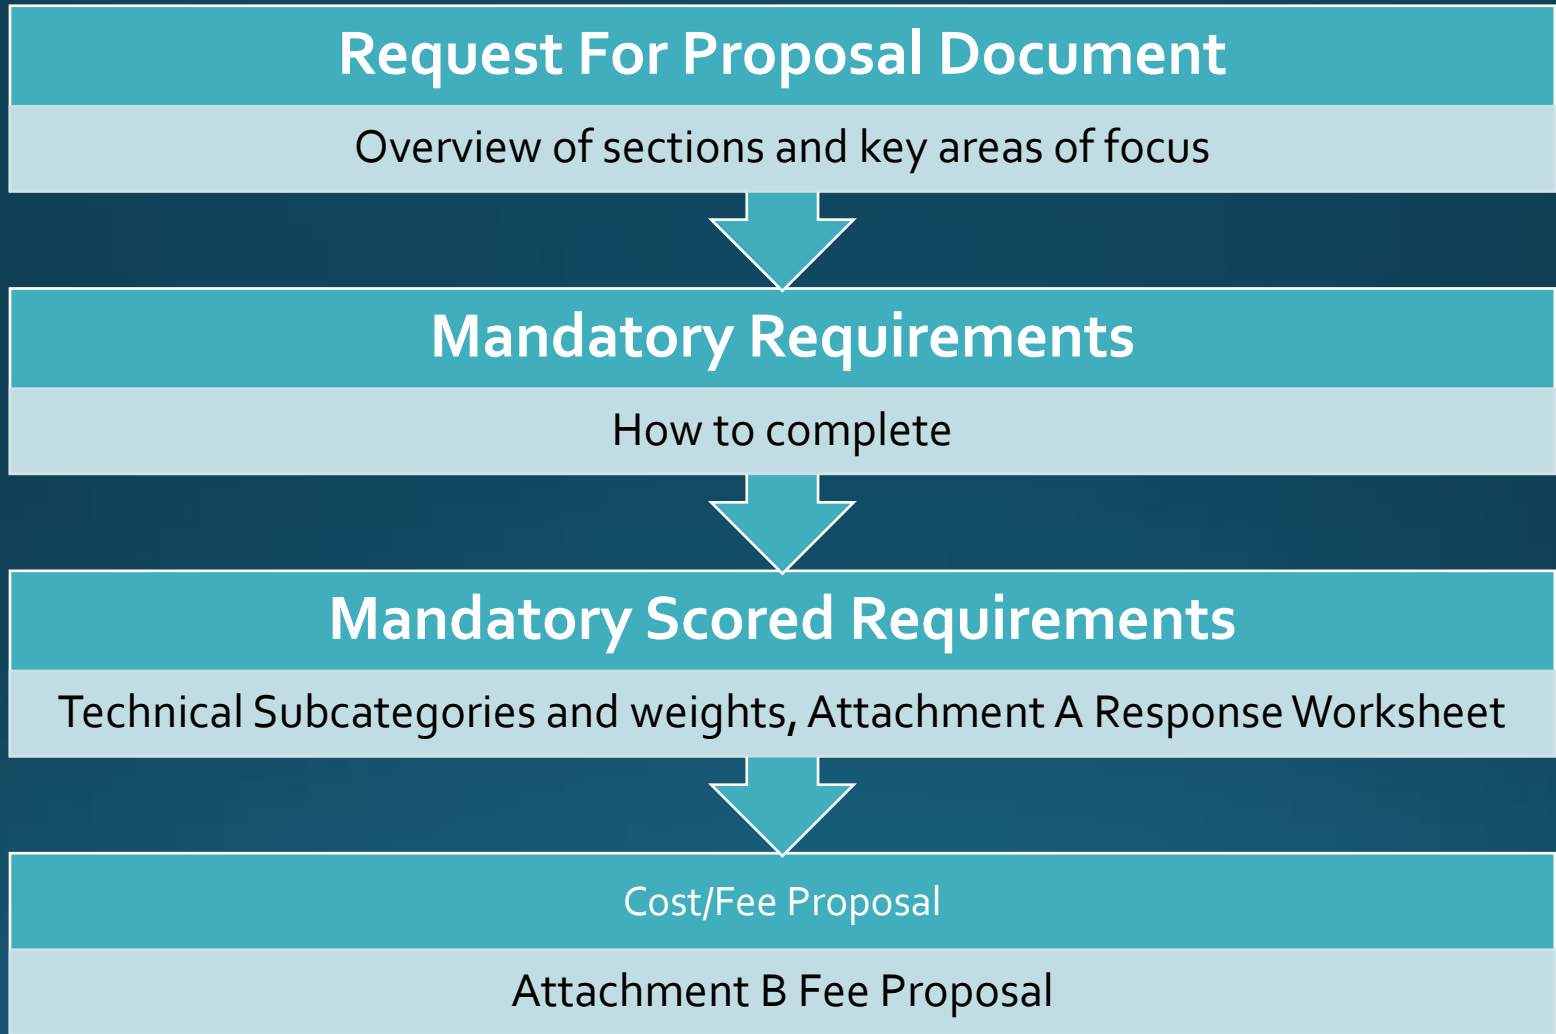 Request For Proposal Document
Overview of sections and key areas of focus
Mandatory Requirements
How to complete
Mandatory Scored Requirements
Technical Subcategories and weights, Attachment A Response Worksheet
Cost/Fee Proposal
Attachment B Fee Proposal